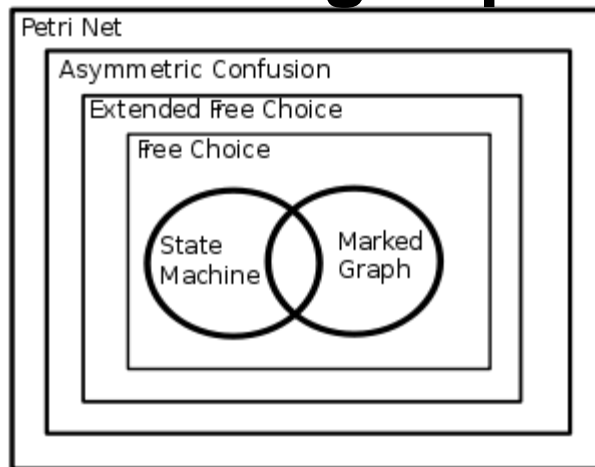 Petri Net
Asymmetric Confusion
Extended Free Choice
Free Choice
State
Machine
Marked
Graph